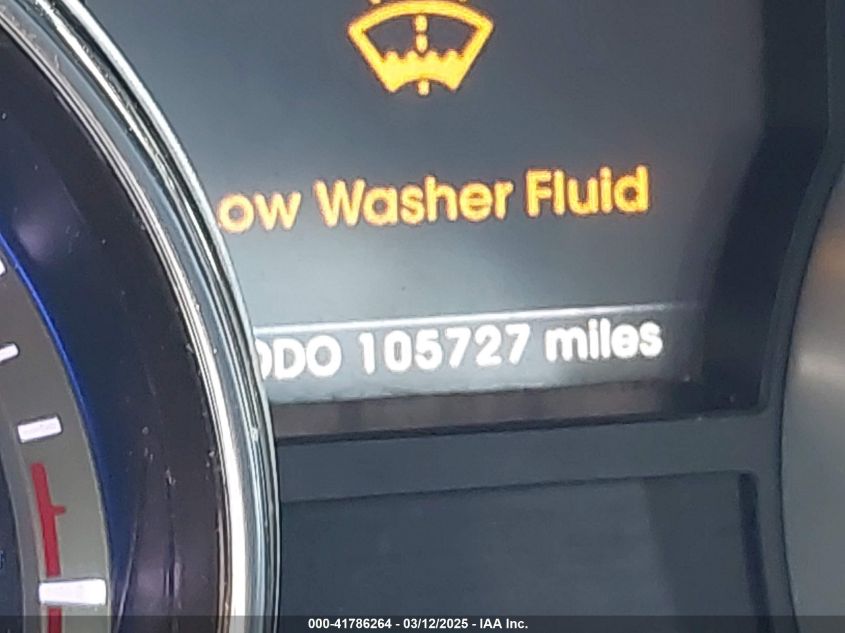 ow Washer Fluid
ODO 105727 miles
000-41786264 - 03/12/2025 - IAA Inc.